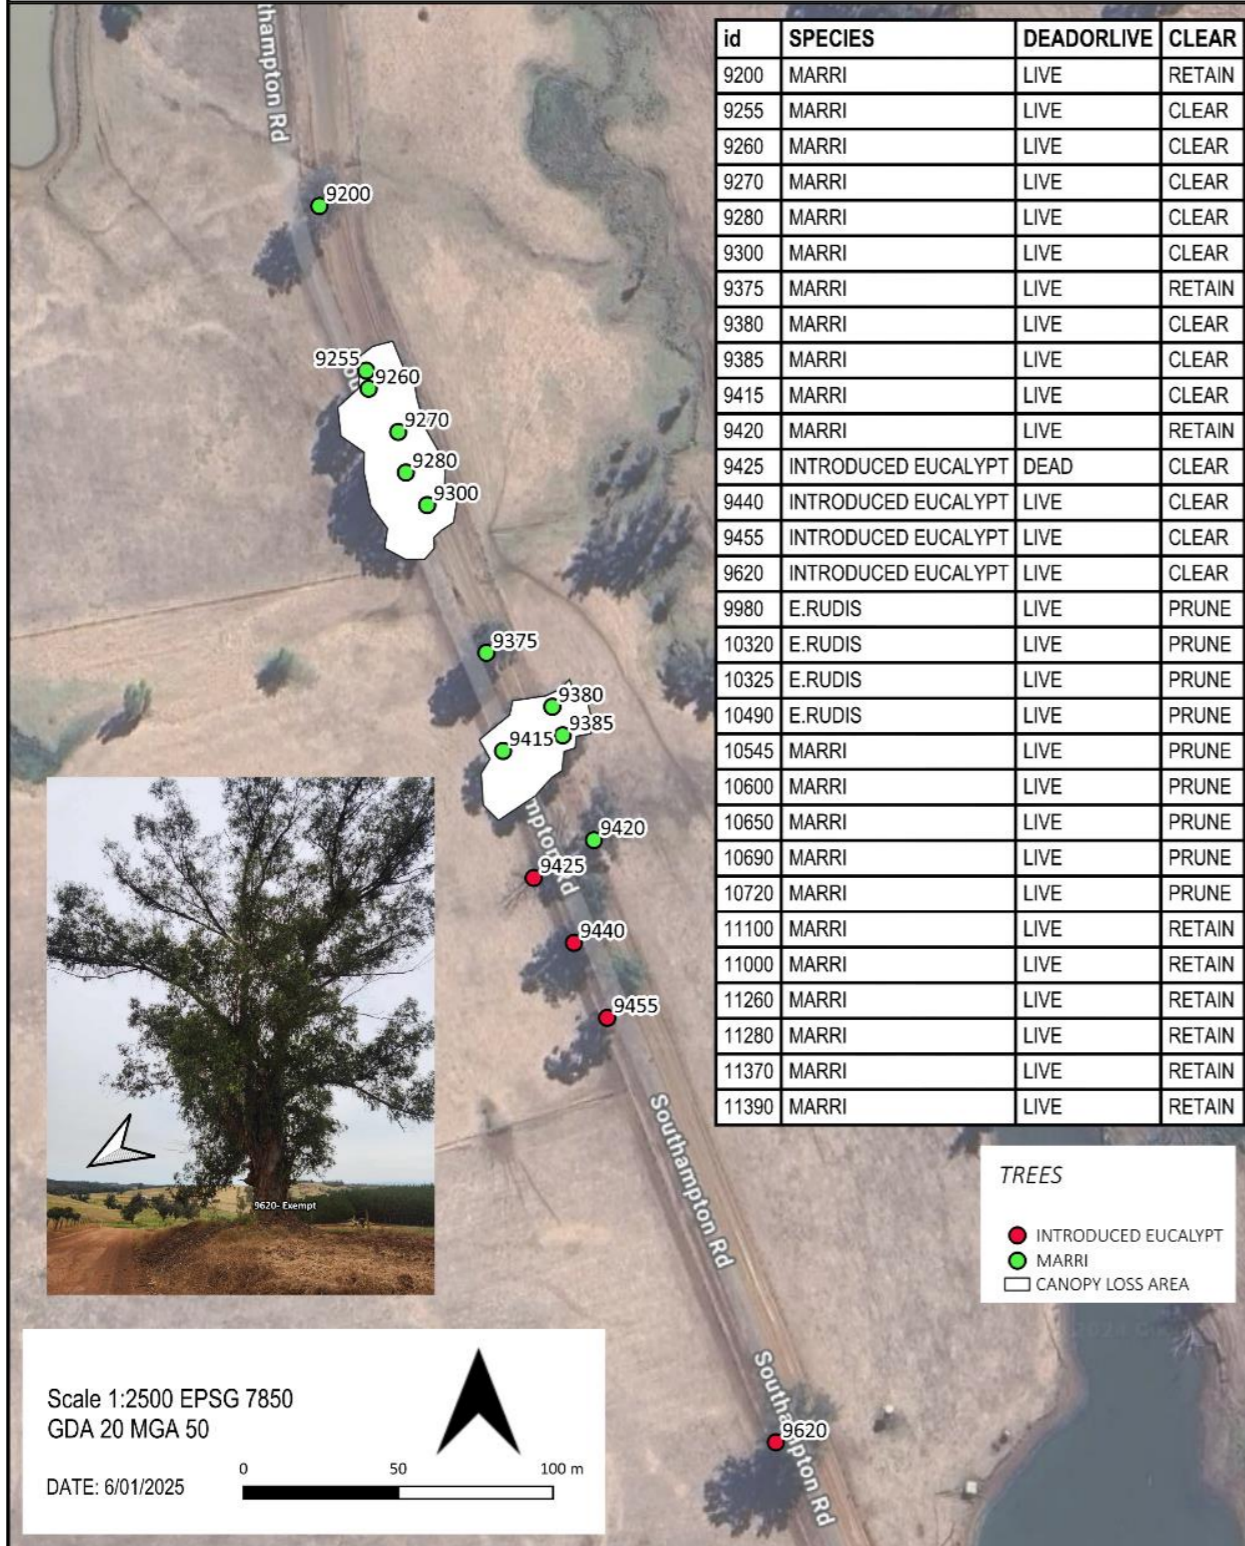 thampton Rd
id SPECIES DEADORLIVE CLEAR
9200 MARRI LIVE RETAIN
9255 MARRI LIVE CLEAR
9260 MARRI LIVE CLEAR
9270 MARRI LIVE CLEAR
9280 MARRI LIVE CLEAR
9300 MARRI LIVE CLEAR
9375 MARRI LIVE RETAIN
9380 MARRI LIVE CLEAR
9385 MARRI LIVE CLEAR
9415 MARRI LIVE CLEAR
9420 MARRI LIVE RETAIN
9425 INTRODUCED EUCALYPT DEAD CLEAR
9440 INTRODUCED EUCALYPT LIVE CLEAR
9455 INTRODUCED EUCALYPT LIVE CLEAR
9620 INTRODUCED EUCALYPT LIVE CLEAR
9980 E.RUDIS LIVE PRUNE
10320 E.RUDIS LIVE PRUNE
10325 E.RUDIS LIVE PRUNE
10490 E.RUDIS LIVE PRUNE
10545 MARRI LIVE PRUNE
10600 MARRI LIVE PRUNE
10650 MARRI LIVE PRUNE
10690 MARRI LIVE PRUNE
10720 MARRI LIVE PRUNE
11100 MARRI LIVE RETAIN
11000 MARRI LIVE RETAIN
11260 MARRI LIVE RETAIN
11280 MARRI LIVE RETAIN
11370 MARRI LIVE RETAIN
11390 MARRI LIVE RETAIN
9200
9255
9260
9270
9280
9300
9375
9380
9385
9415
mpton Rd
9420
9425
9440
9455
Southampton Rd
9620- Exempt
TREES
INTRODUCED EUCALYPT
MARRI
CANOPY LOSS AREA
Southampton Rd
9620
Scale 1:2500 EPSG 7850
GDA 20 MGA 50
DATE: 6/01/2025
0 50 100 m